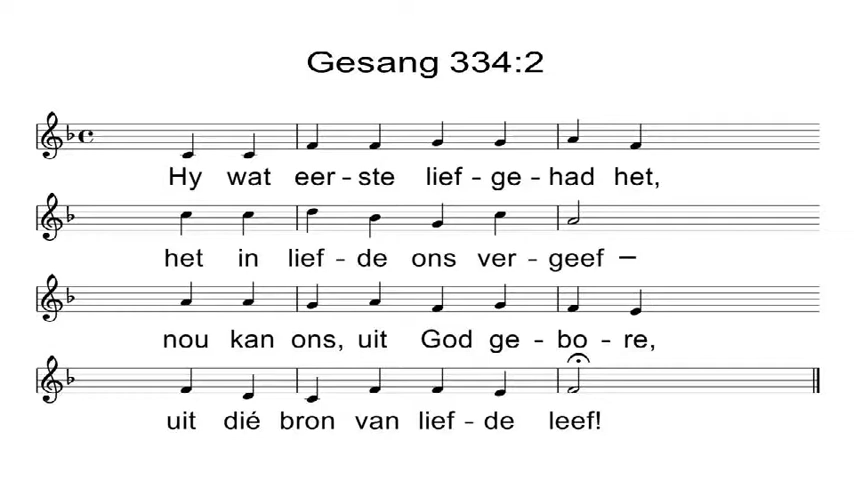 Gesang 334:2
Hy wat eer-ste lief-ge-had het,
het in lief-de ons ver-geef –
nou kan ons, uit God ge-bo-re,
uit dié bron van lief-de leef!